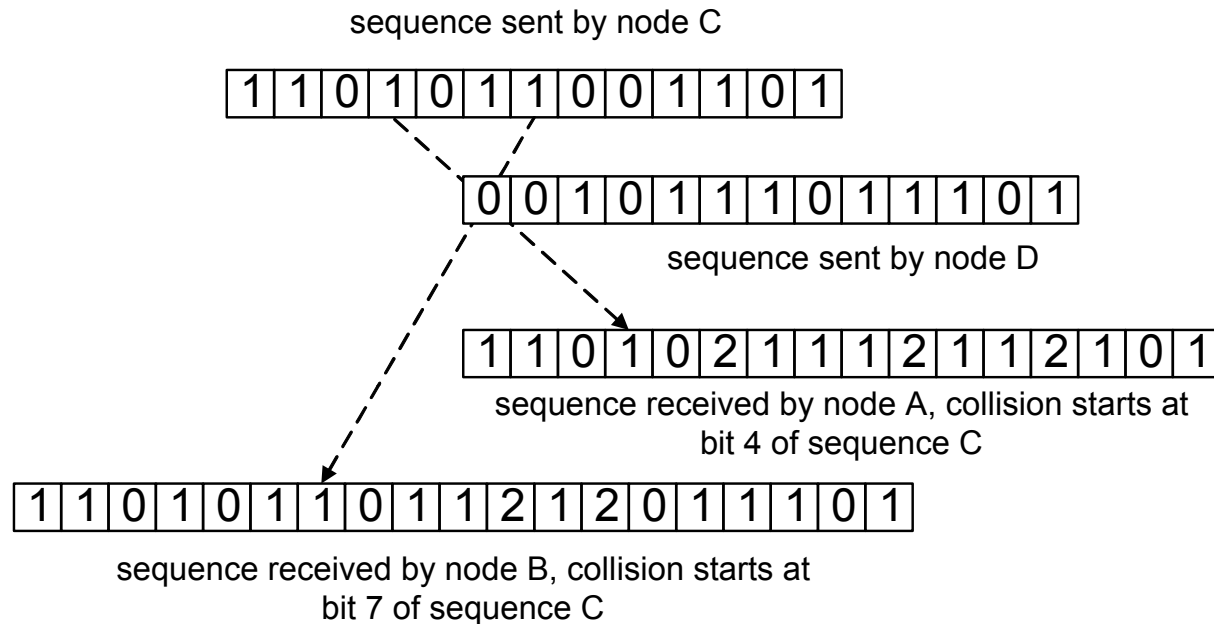 sequence sent by node C
1 1 0 1 0 1 1 0 0 1 1 0 1
0 0 1 0 1 1 1 0 1 1 1 0 1
sequence sent by node D
1 1 0 1 0 2 1 1 1 2 1 1 2 1 0 1
sequence received by node A, collision starts at
bit 4 of sequence C
1 1 0 1 0 1 1 0 1 1 2 1 2 0 1 1 1 0 1
sequence received by node B, collision starts at
bit 7 of sequence C